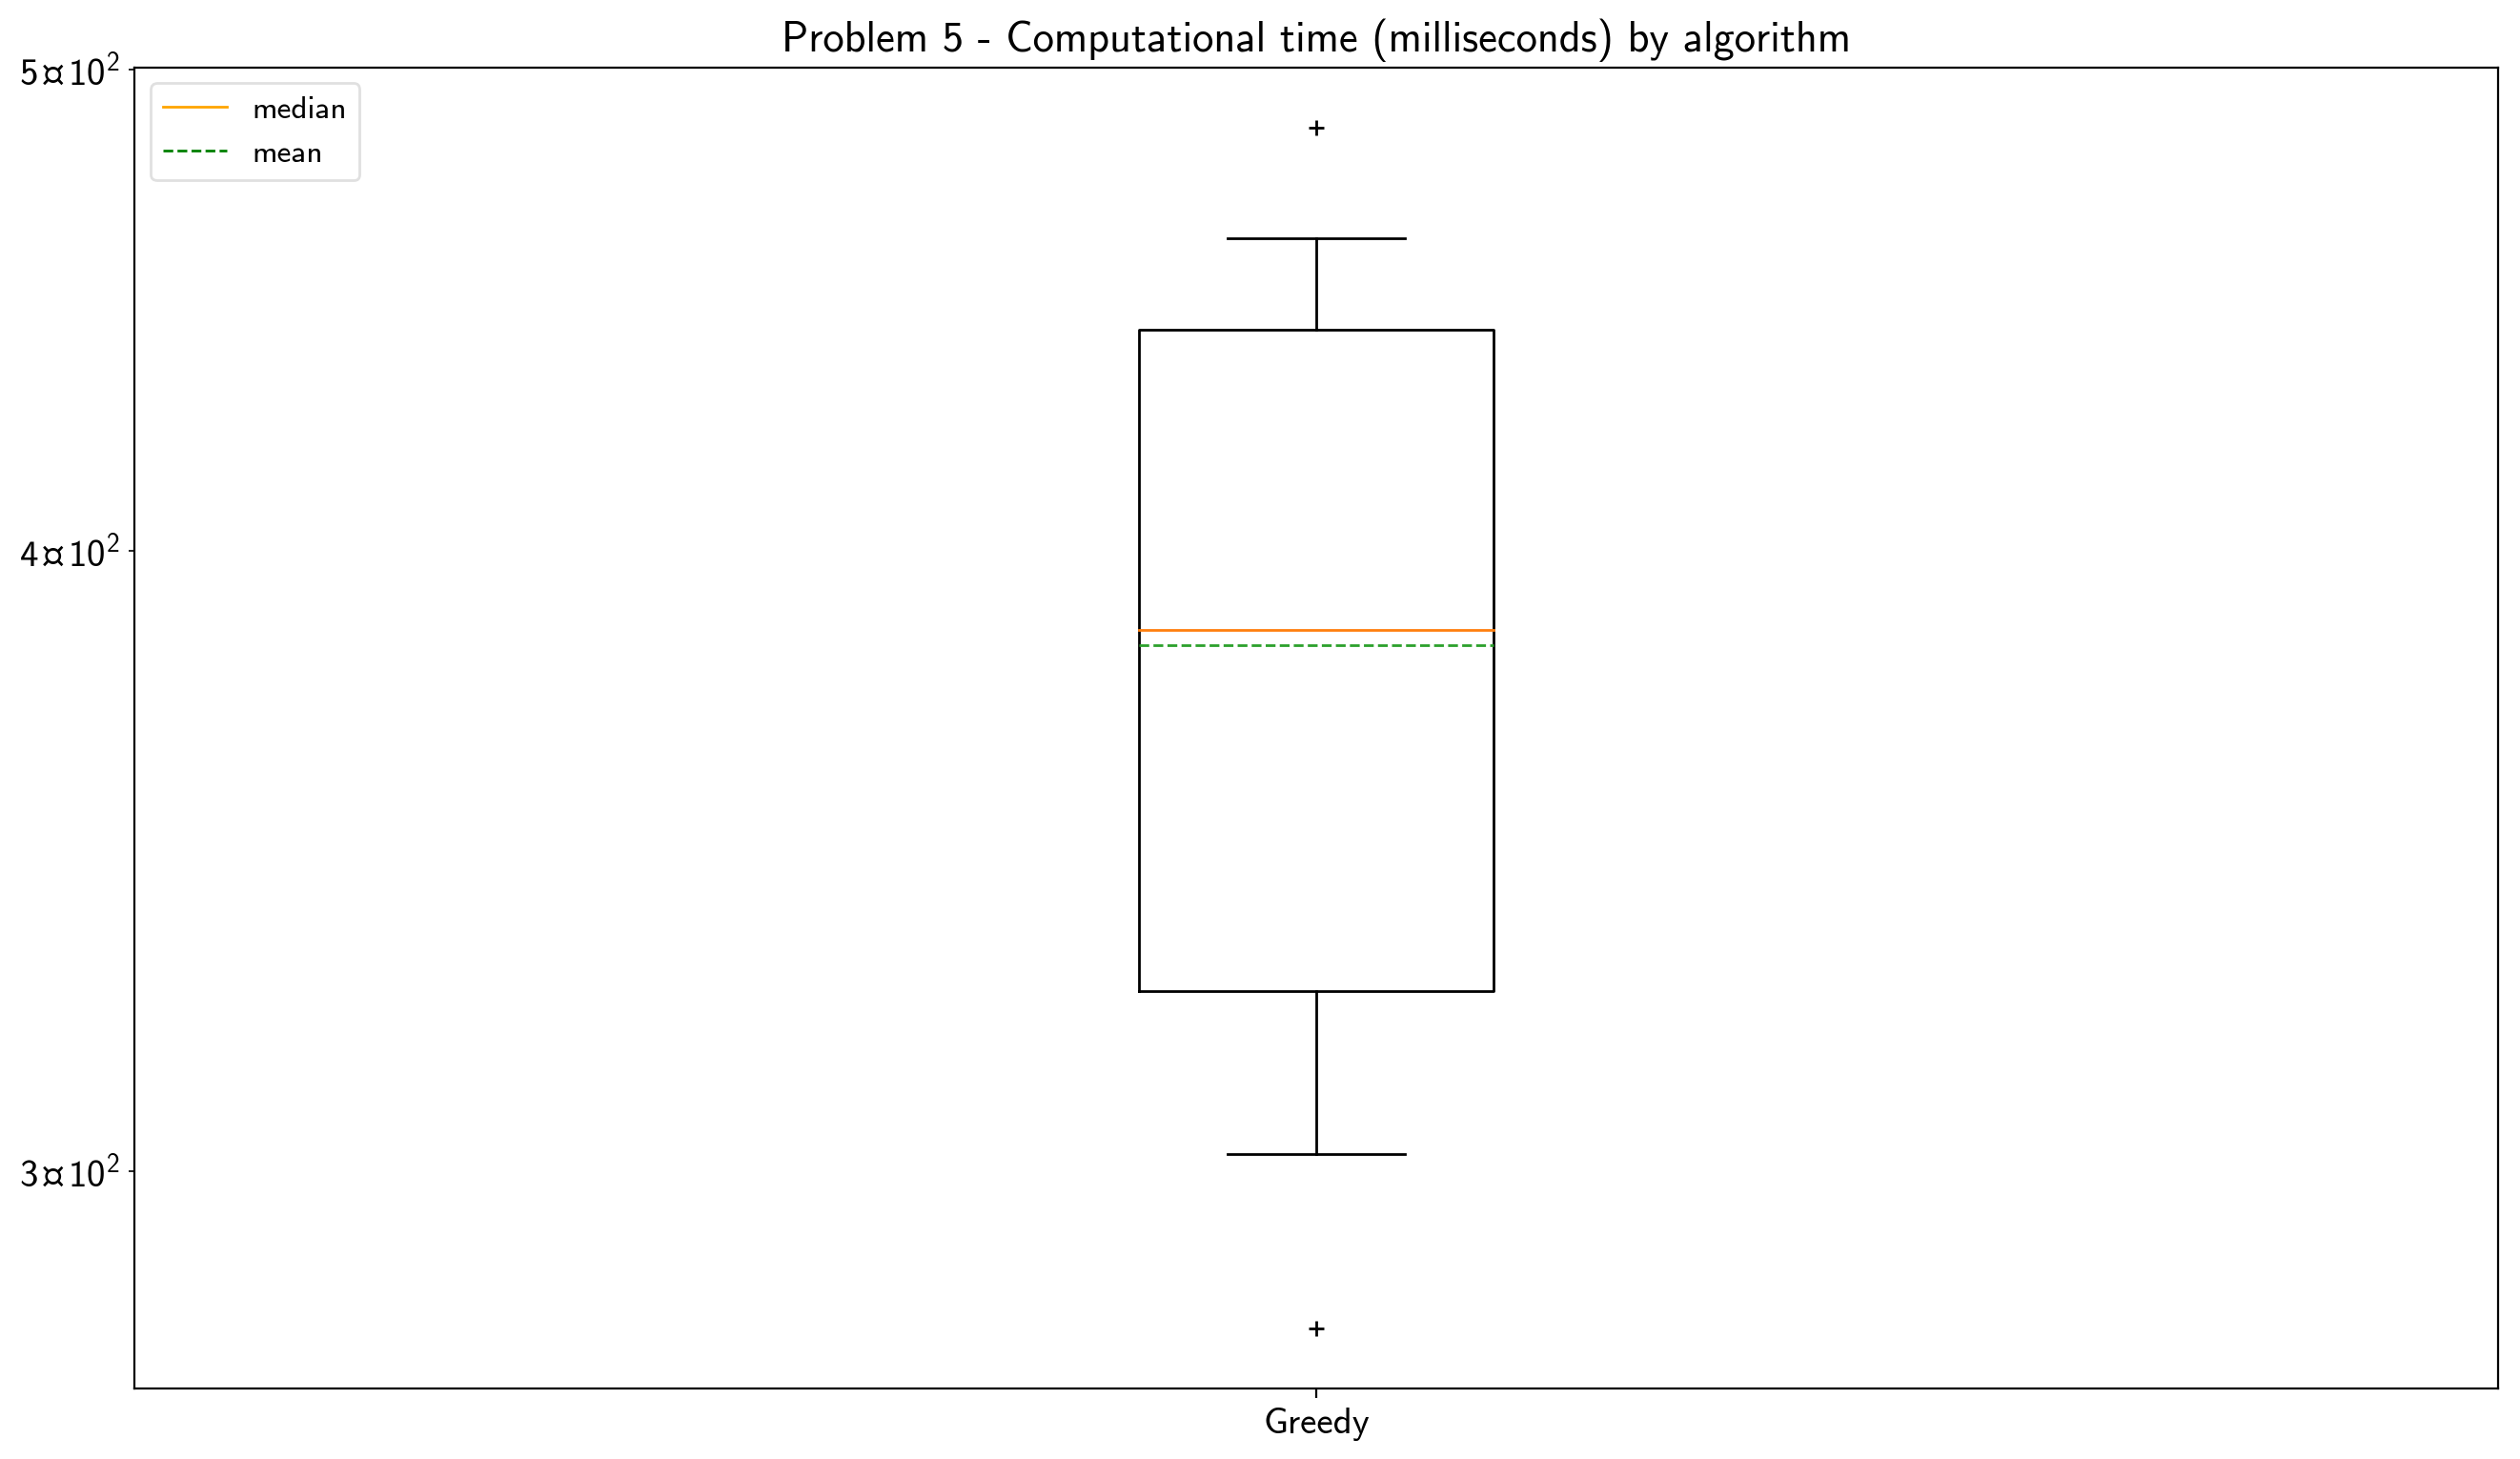 Problem 5 - Computational time (milliseconds) by algorithm
5¤10²
median
mean
4¤10²
3¤10²
Greedy